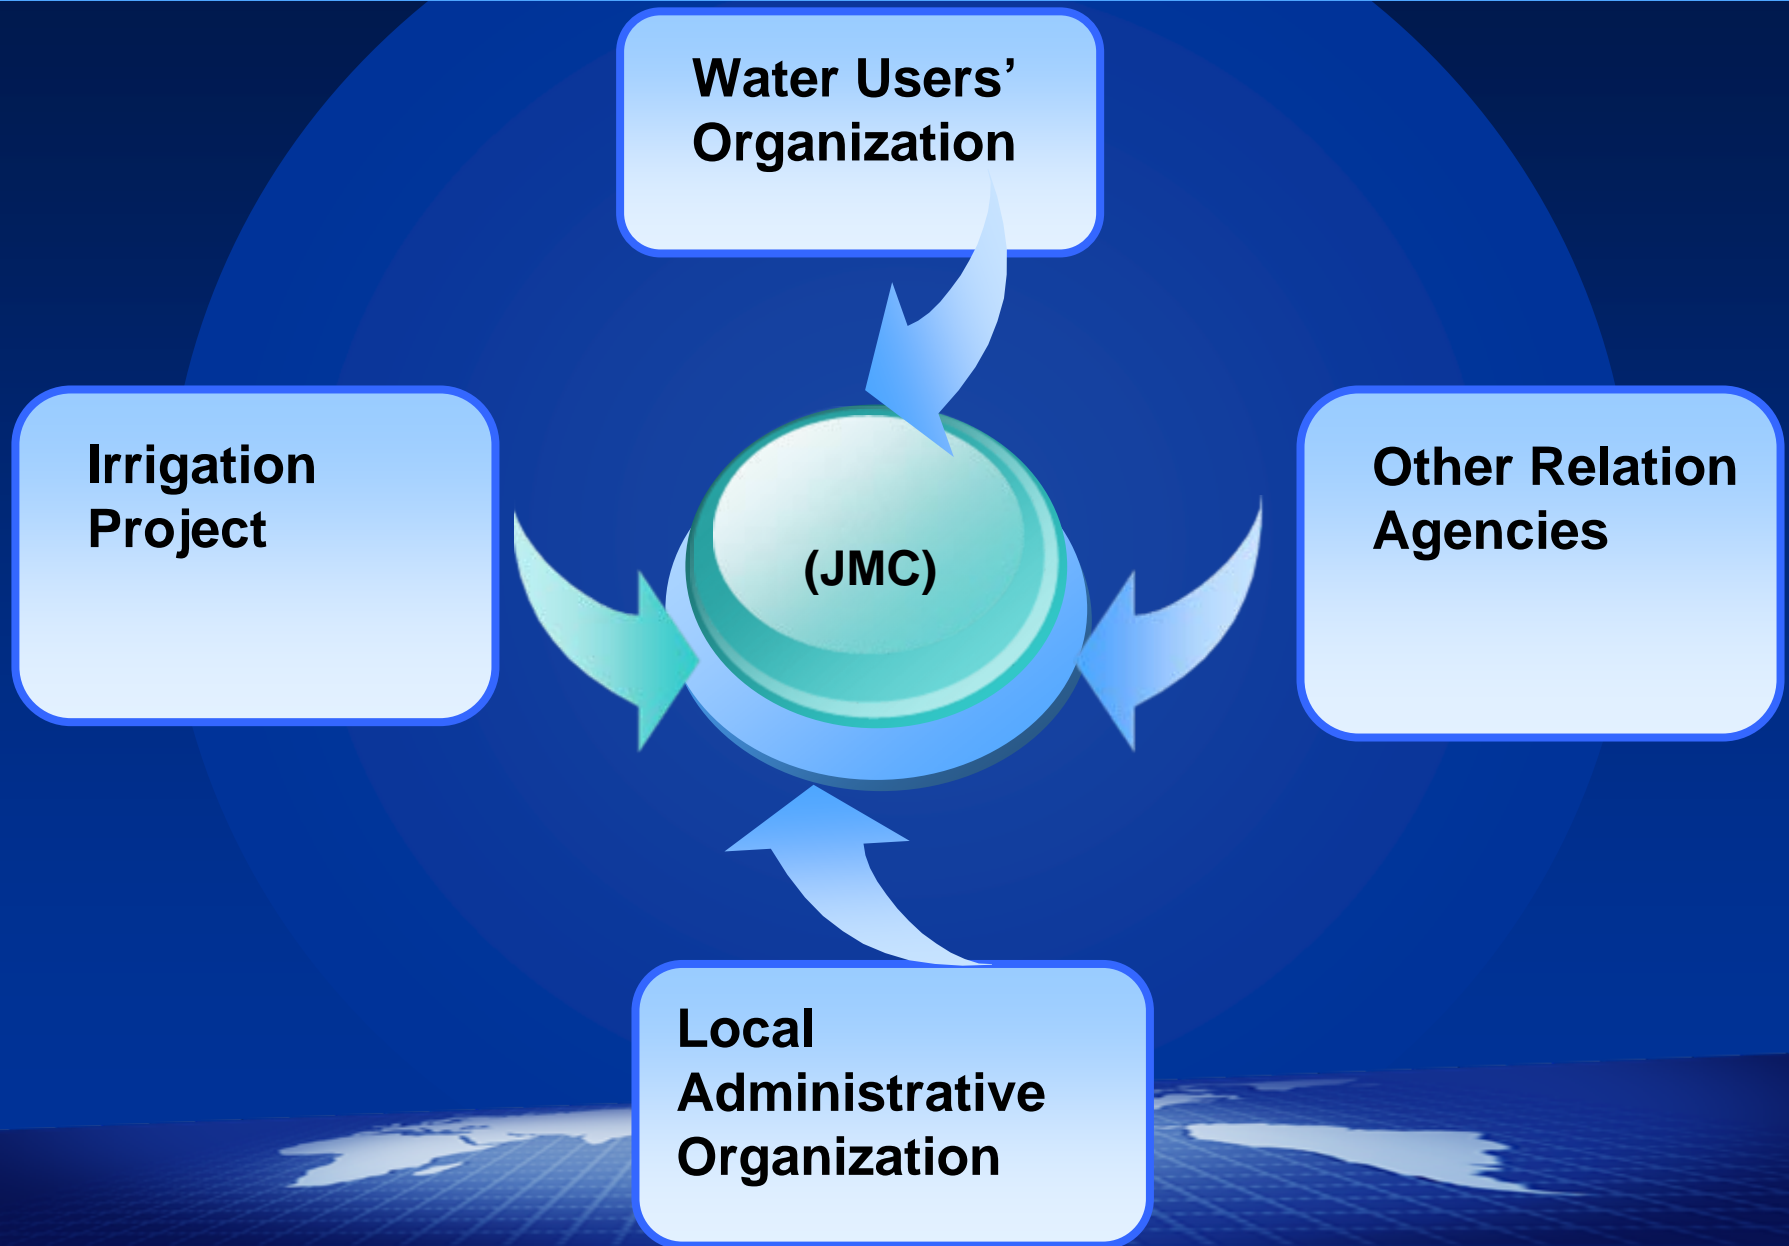 Water Users’
Organization
Irrigation
Project
(JMC)
Other Relation
Agencies
Local
Administrative
Organization